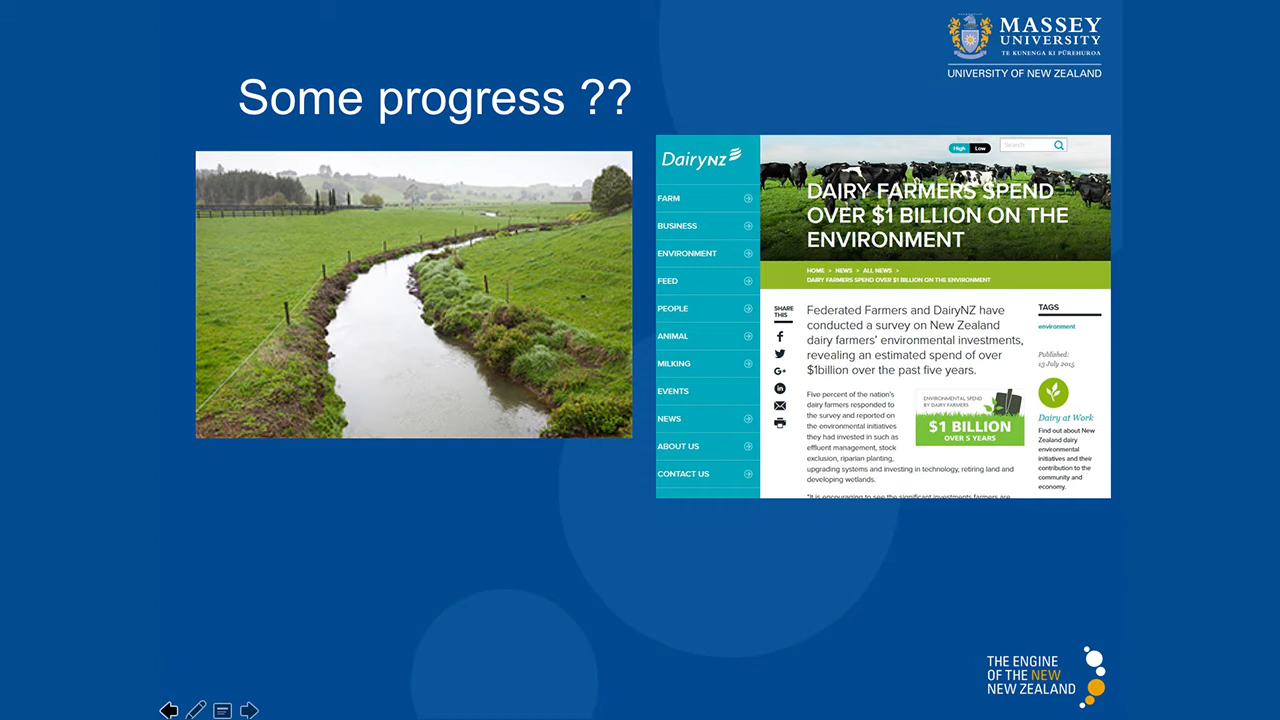 MASSEY
UNIVERSITY
TE KUNENGA KI PŪREHUROA
UNIVERSITY OF NEW ZEALAND
Some progress ??
DairyNZ
FARM
BUSINESS
ENVIRONMENT
FEED
PEOPLE
ANIMAL
MILKING
EVENTS
NEWS
ABOUT US
CONTACT US
High Low
Search
DAIRY FARMERS SPEND
OVER $1 BILLION ON THE
ENVIRONMENT
HOME > NEWS > ALL NEWS >
DAIRY FARMERS SPEND OVER $1 BILLION ON THE ENVIRONMENT
SHARE
THIS
Federated Farmers and DairyNZ have
conducted a survey on New Zealand
dairy farmers' environmental investments,
revealing an estimated spend of over
$1billion over the past five years.
Five percent of the nation's
dairy farmers responded to
the survey and reported on
the environmental initiatives
they had invested in such as
effluent management, stock
exclusion, riparian planting,
upgrading systems and investing in technology, retiring land and
developing wetlands.
"It is encouraging to see the significant investments farmers are
ENVIRONMENTAL SPEND
BY DAIRY FARMERS
$1 BILLION
OVER 5 YEARS
TAGS
environment
Published:
13 July 2015
Dairy at Work
Find out about New
Zealand dairy
environmental
initiatives and their
contribution to the
community and
economy.
THE ENGINE
OF THE NEW
NEW ZEALAND